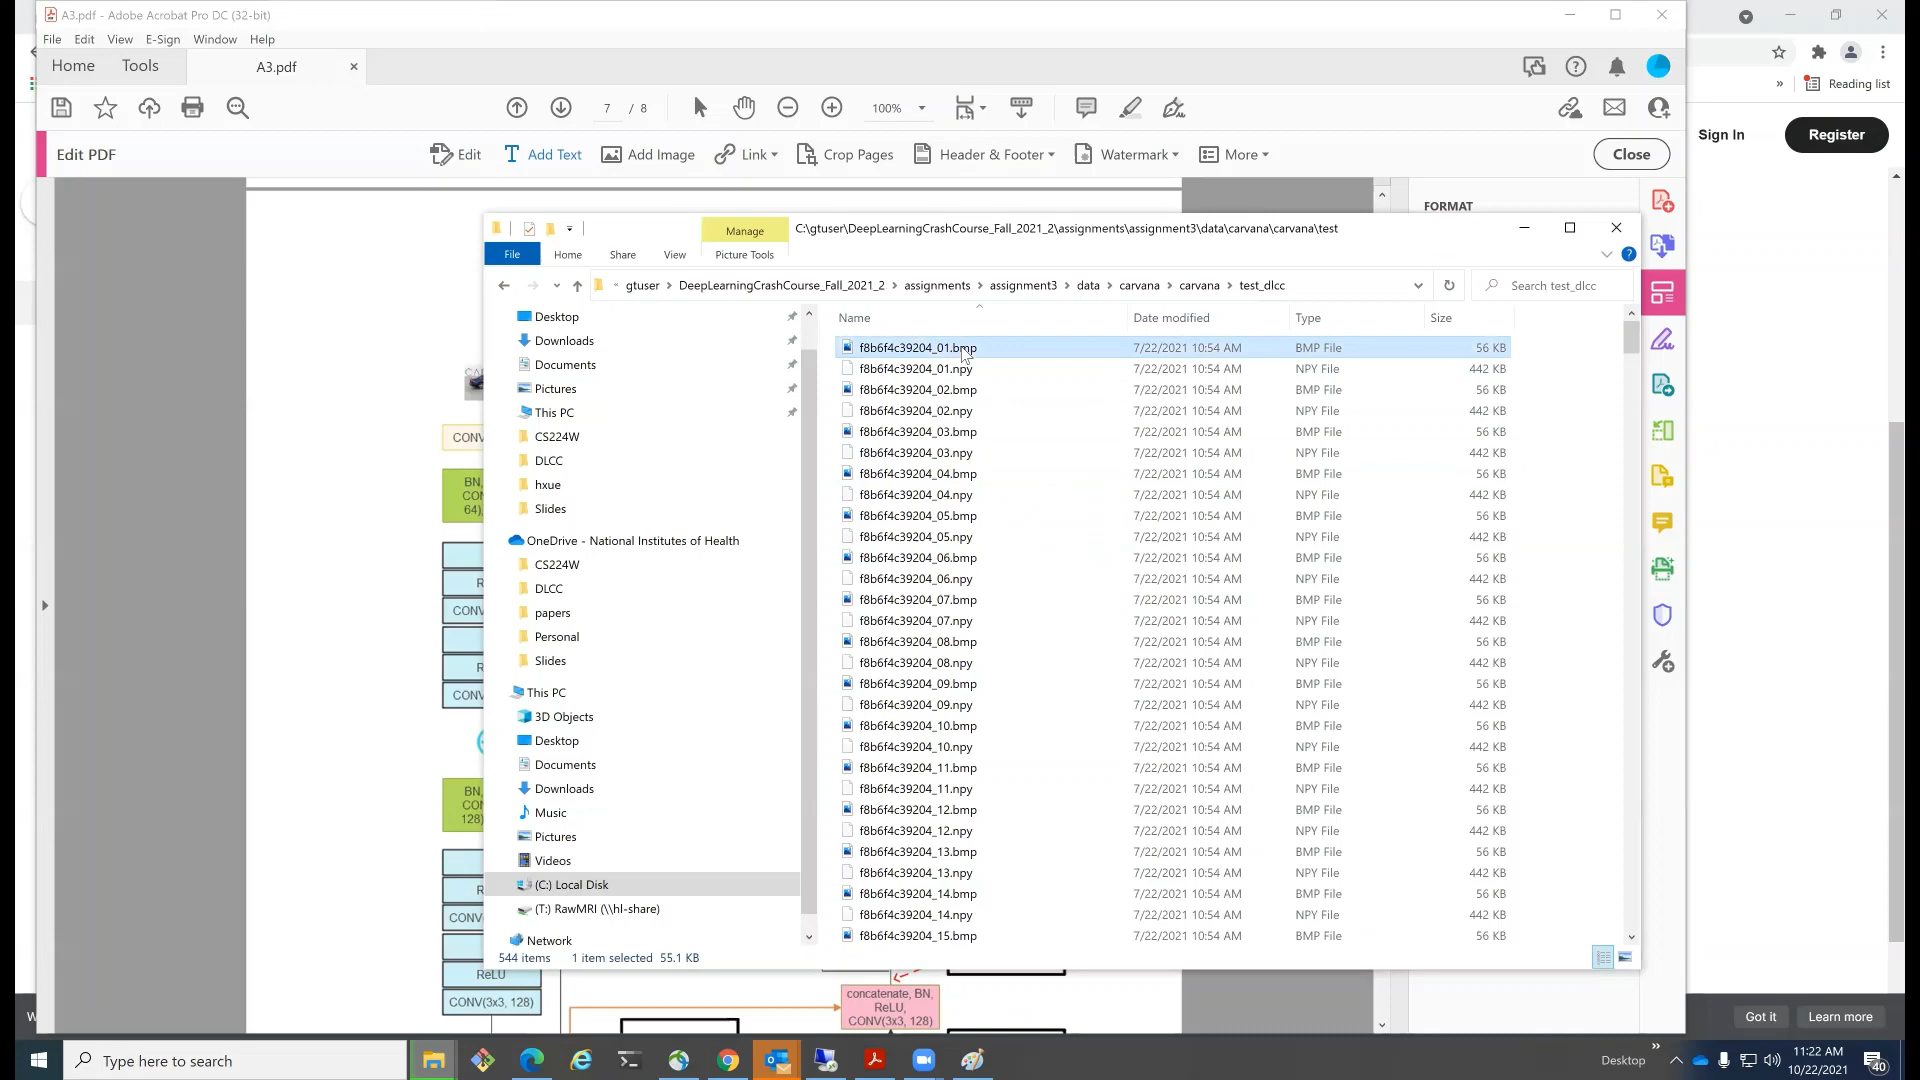 A3.pdf - Adobe Acrobat Pro DC (32-bit)
File Edit View E-Sign Window Help
Home Tools A3.pdf
7 / 8 100%
Reading list
Edit PDF Edit Add Text Add Image Link Crop Pages Header & Footer Watermark More Close
Sign In Register
FORMAT
Manage C:\gtuser\DeepLearningCrashCourse_Fall_2021_2\assignments\assignment3\data\carvana\carvana\test
File Home Share View Picture Tools
gtuser DeepLearningCrashCourse_Fall_2021_2 assignments assignment3 data carvana carvana test_dlcc Search test_dlcc
Name Date modified Type Size
Desktop
Downloads
Documents
Pictures
This PC
CS224W
DLCC
hxue
Slides
OneDrive - National Institutes of Health
CS224W
DLCC
papers
Personal
Slides
This PC
3D Objects
Desktop
Documents
Downloads
Music
Pictures
Videos
(C:) Local Disk
(T:) RawMRI (\\hl-share)
Network
f8b6f4c39204_01.bmp 7/22/2021 10:54 AM BMP File 56 KB
f8b6f4c39204_01.npy 7/22/2021 10:54 AM NPY File 442 KB
f8b6f4c39204_02.bmp 7/22/2021 10:54 AM BMP File 56 KB
f8b6f4c39204_02.npy 7/22/2021 10:54 AM NPY File 442 KB
f8b6f4c39204_03.bmp 7/22/2021 10:54 AM BMP File 56 KB
f8b6f4c39204_03.npy 7/22/2021 10:54 AM NPY File 442 KB
f8b6f4c39204_04.bmp 7/22/2021 10:54 AM BMP File 56 KB
f8b6f4c39204_04.npy 7/22/2021 10:54 AM NPY File 442 KB
f8b6f4c39204_05.bmp 7/22/2021 10:54 AM BMP File 56 KB
f8b6f4c39204_05.npy 7/22/2021 10:54 AM NPY File 442 KB
f8b6f4c39204_06.bmp 7/22/2021 10:54 AM BMP File 56 KB
f8b6f4c39204_06.npy 7/22/2021 10:54 AM NPY File 442 KB
f8b6f4c39204_07.bmp 7/22/2021 10:54 AM BMP File 56 KB
f8b6f4c39204_07.npy 7/22/2021 10:54 AM NPY File 442 KB
f8b6f4c39204_08.bmp 7/22/2021 10:54 AM BMP File 56 KB
f8b6f4c39204_08.npy 7/22/2021 10:54 AM NPY File 442 KB
f8b6f4c39204_09.bmp 7/22/2021 10:54 AM BMP File 56 KB
f8b6f4c39204_09.npy 7/22/2021 10:54 AM NPY File 442 KB
f8b6f4c39204_10.bmp 7/22/2021 10:54 AM BMP File 56 KB
f8b6f4c39204_10.npy 7/22/2021 10:54 AM NPY File 442 KB
f8b6f4c39204_11.bmp 7/22/2021 10:54 AM BMP File 56 KB
f8b6f4c39204_11.npy 7/22/2021 10:54 AM NPY File 442 KB
f8b6f4c39204_12.bmp 7/22/2021 10:54 AM BMP File 56 KB
f8b6f4c39204_12.npy 7/22/2021 10:54 AM NPY File 442 KB
f8b6f4c39204_13.bmp 7/22/2021 10:54 AM BMP File 56 KB
f8b6f4c39204_13.npy 7/22/2021 10:54 AM NPY File 442 KB
f8b6f4c39204_14.bmp 7/22/2021 10:54 AM BMP File 56 KB
f8b6f4c39204_14.npy 7/22/2021 10:54 AM NPY File 442 KB
f8b6f4c39204_15.bmp 7/22/2021 10:54 AM BMP File 56 KB
544 items 1 item selected 55.1 KB
CONV
BN,
64),
CONV
CONV
BN,
128)
CONV
ReLU
CONV(3x3, 128)
concatenate, BN,
ReLU,
CONV(3x3, 128)
Got it Learn more
Type here to search
Desktop 11:22 AM
10/22/2021
40